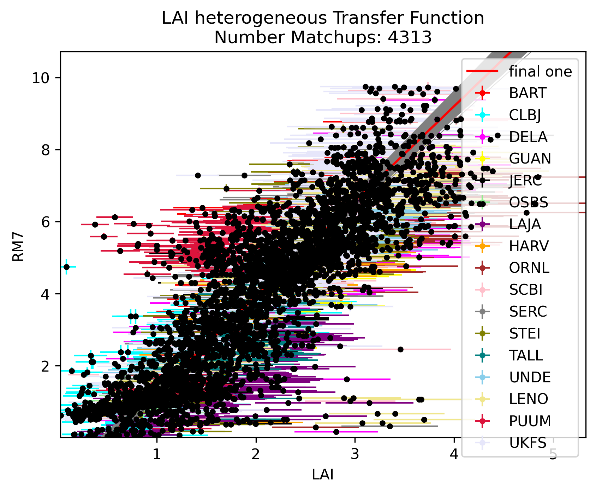 LAI heterogeneous Transfer Function
Number Matchups: 4313
10
8
6
4
2
RM7
1
2
3
4
5
LAI
final one
BART
CLBJ
DELA
GUAN
JERC
OSBS
LAJA
HARV
ORNL
SCBI
SERC
STEI
TALL
UNDE
LENO
PUUM
UKFS